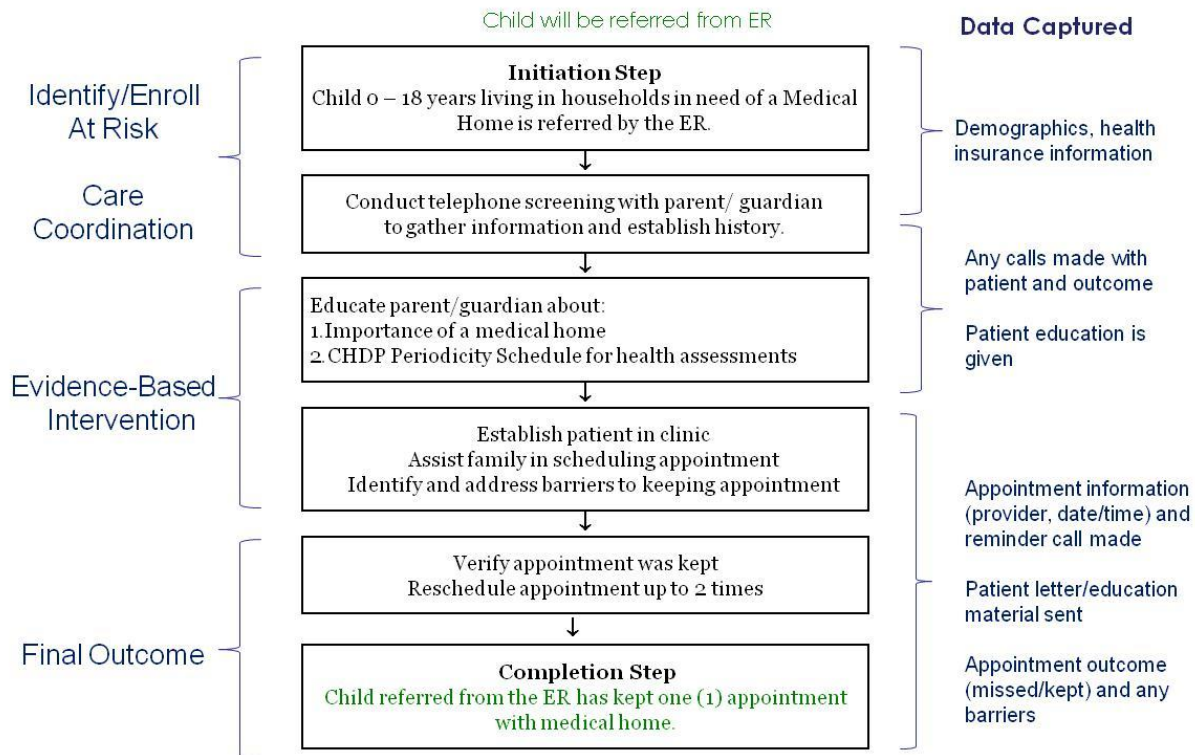 Child will be referred from ER
Data Captured
Identify/Enroll
At Risk
Care
Coordination
Evidence-Based
Intervention
Final Outcome
Initiation Step
Child 0 – 18 years living in households in need of a Medical
Home is referred by the ER.
Conduct telephone screening with parent/ guardian
to gather information and establish history.
Educate parent/guardian about:
1.Importance of a medical home
2.CHDP Periodicity Schedule for health assessments
Establish patient in clinic
Assist family in scheduling appointment
Identify and address barriers to keeping appointment
Verify appointment was kept
Reschedule appointment up to 2 times
Completion Step
Child referred from the ER has kept one (1) appointment
with medical home.
Demographics, health
insurance information
Any calls made with
patient and outcome
Patient education is
given
Appointment information
(provider, date/time) and
reminder call made
Patient letter/education
material sent
Appointment outcome
(missed/kept) and any
barriers